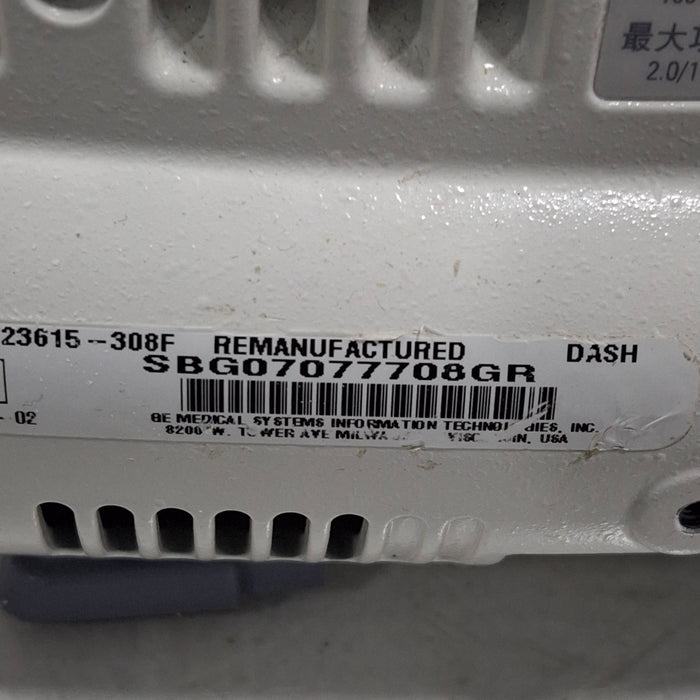 最大
2.0/1
23615-308F REMANUFACTURED DASH
SBG07077708GR
- 02
GE MEDICAL SYSTEMS INFORMATION TECHNOLOGIES, INC.
8200 W. TOWER AVE USA